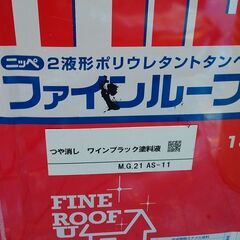 ニッペ 2液形ポリウレタントタンペ
ファインルーフ
つや消し ワインブラック塗料液
M.G.21 AS-11
FINE
ROOF
U